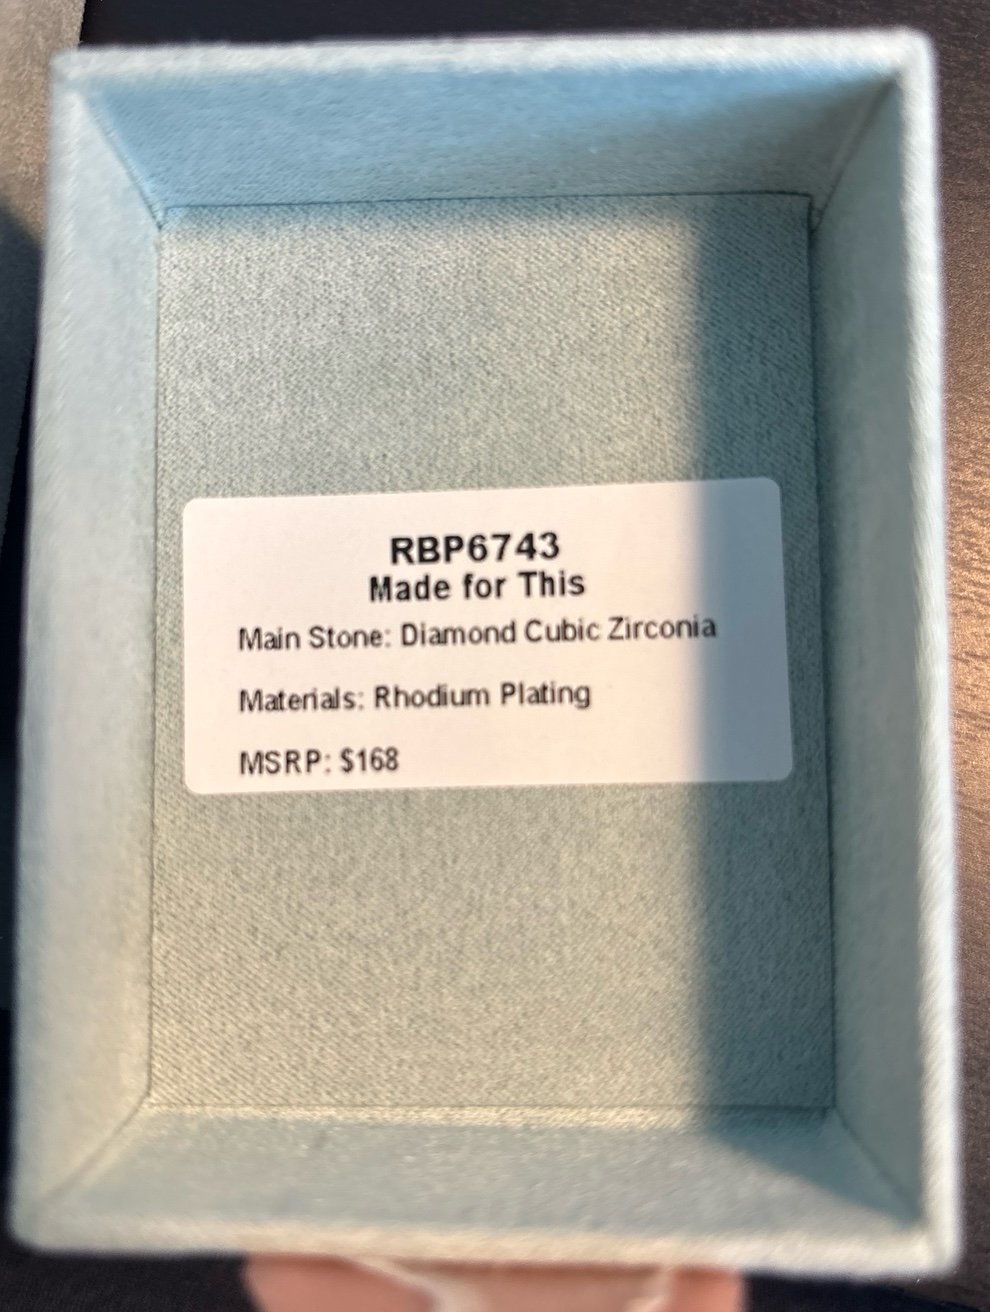 RBP6743
Made for This
Main Stone: Diamond Cubic Zirconia
Materials: Rhodium Plating
MSRP: $168